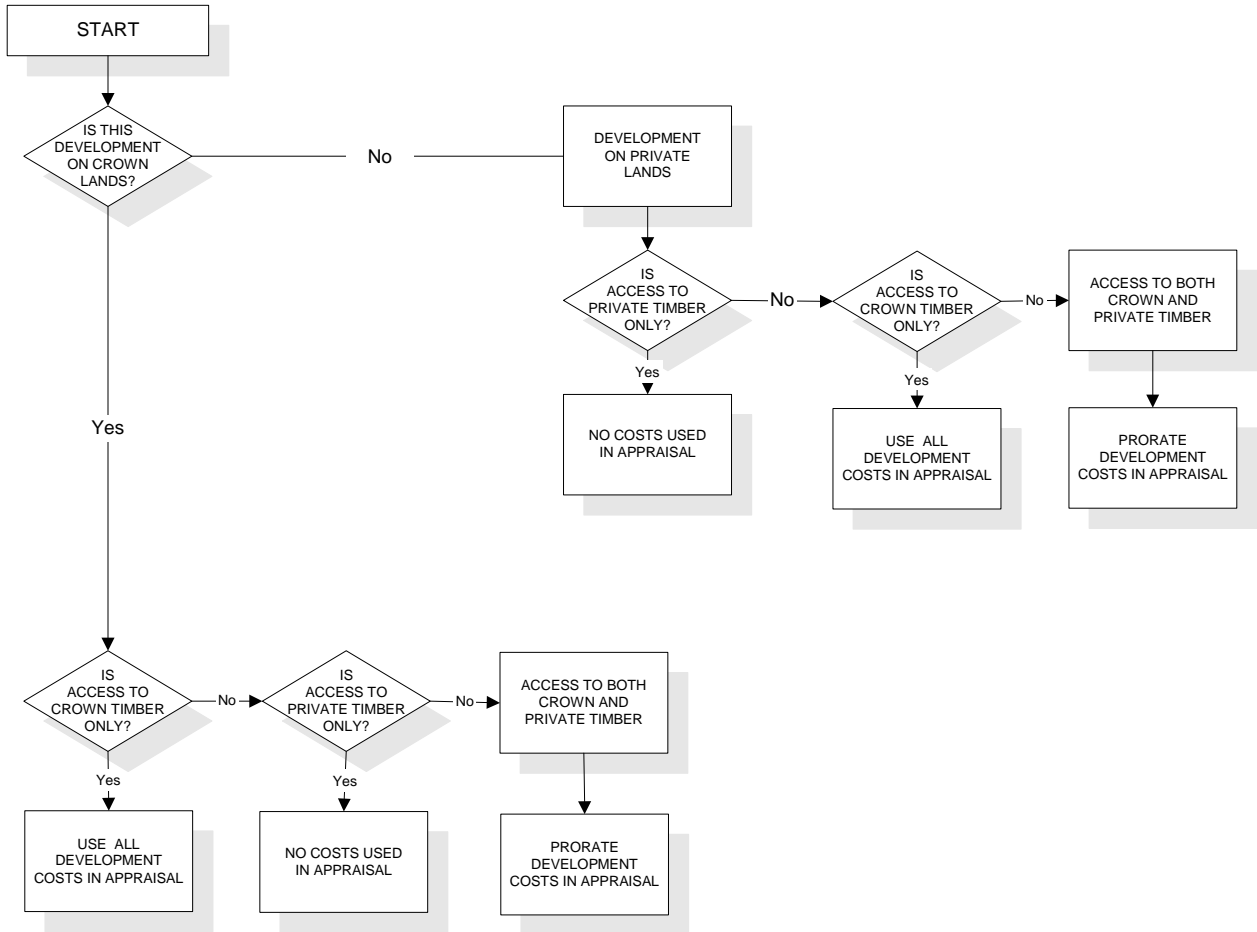 START
IS THIS
DEVELOPMENT
ON CROWN
LANDS?
No
DEVELOPMENT
ON PRIVATE
LANDS
IS
ACCESS TO
PRIVATE TIMBER
ONLY?
No
IS
ACCESS TO
CROWN TIMBER
ONLY?
No
ACCESS TO BOTH
CROWN AND
PRIVATE TIMBER
Yes
Yes
NO COSTS USED
IN APPRAISAL
USE ALL
DEVELOPMENT
COSTS IN APPRAISAL
PRORATE
DEVELOPMENT
COSTS IN APPRAISAL
Yes
IS
ACCESS TO
CROWN TIMBER
ONLY?
No
IS
ACCESS TO
PRIVATE TIMBER
ONLY?
No
ACCESS TO BOTH
CROWN AND
PRIVATE TIMBER
Yes
Yes
USE ALL
DEVELOPMENT
COSTS IN APPRAISAL
NO COSTS USED
IN APPRAISAL
PRORATE
DEVELOPMENT
COSTS IN APPRAISAL